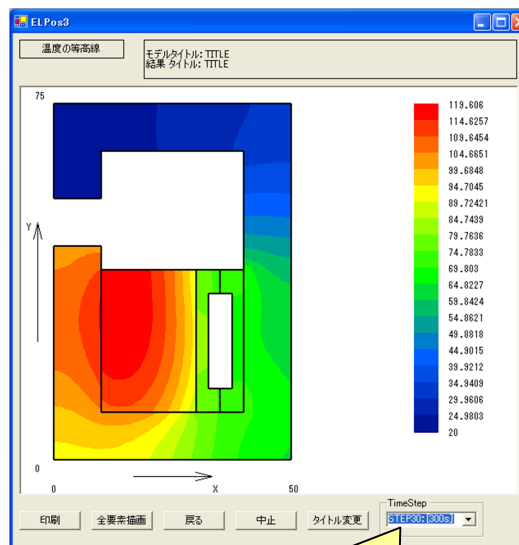 ELPos3
温度の等高線
モデルタイトル: TITLE
結果 タイトル: TITLE
75
Y
0
0
X
50
119.606
114.6257
109.6454
104.6651
99.6848
94.7045
89.72421
84.7439
79.7636
74.7833
69.803
64.8227
59.8424
54.8621
49.8818
44.9015
39.9212
34.9409
29.9606
24.9803
20
TimeStep
印刷
全要素描画
戻る
中止
タイトル変更
STEP30:[300s]